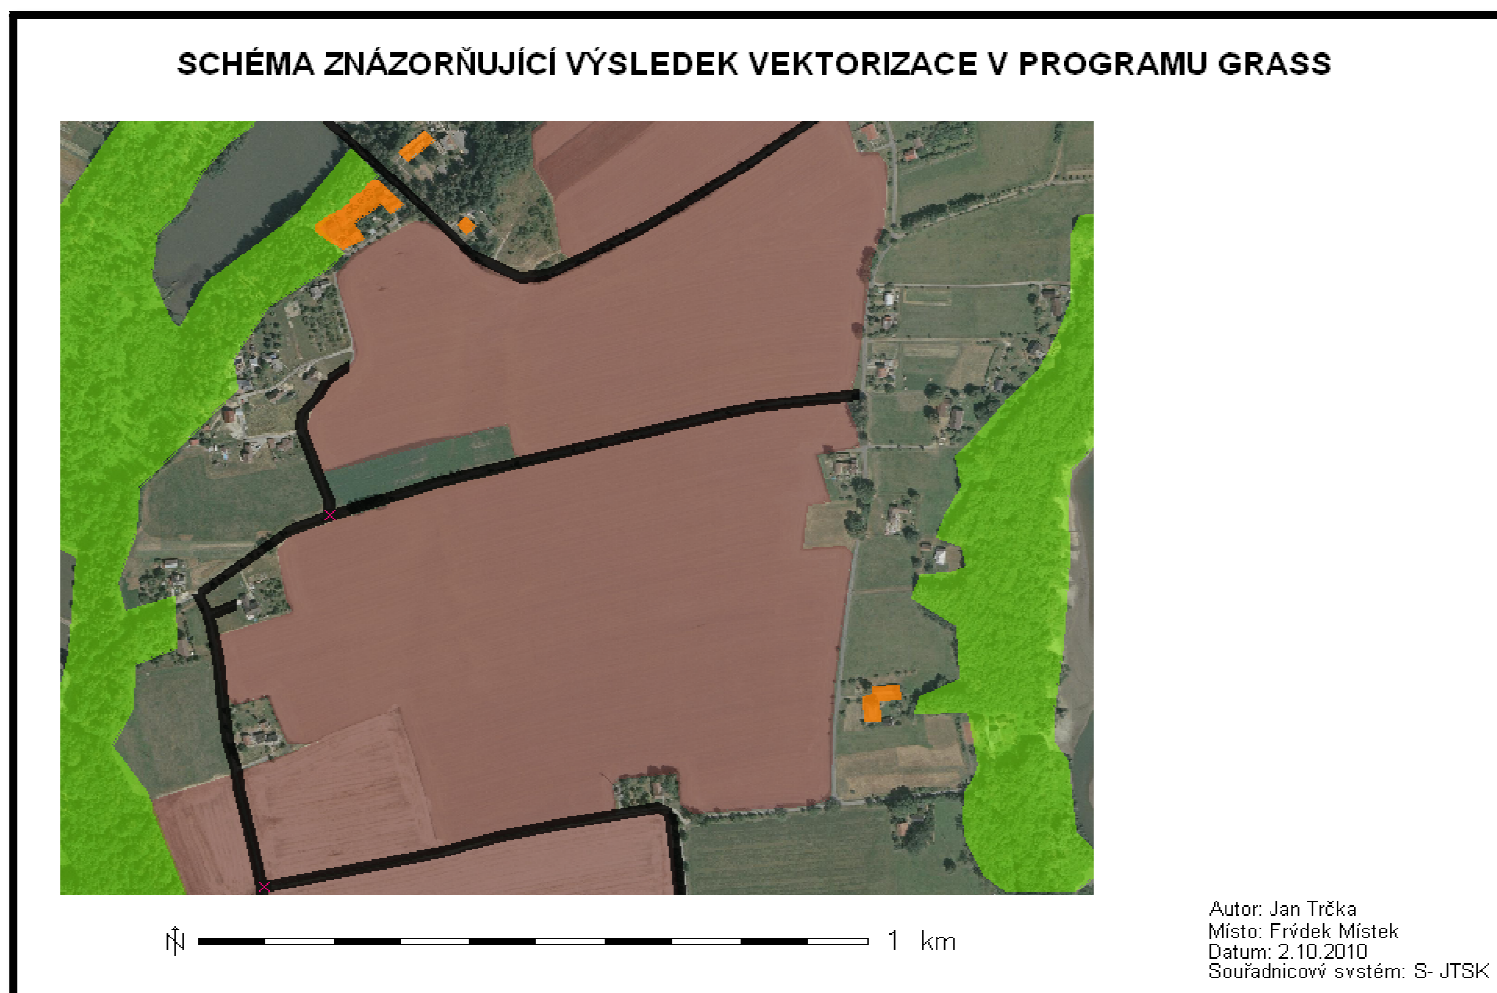 SCHÉMA ZNÁZORŇUJÍCÍ VÝSLEDEK VEKTORIZACE V PROGRAMU GRASS
N
1 km
Autor: Jan Trčka
Místo: Frýdek Místek
Datum: 2.10.2010
Souřadnicový systém: S- JTSK